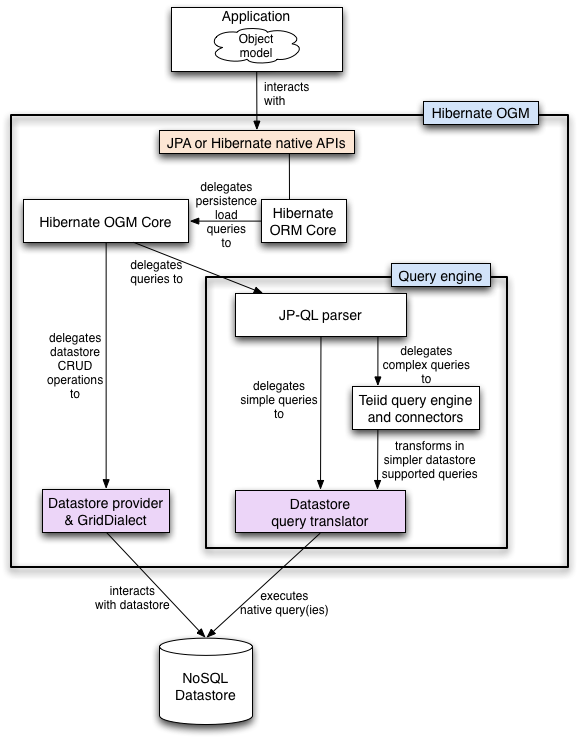 Application
Object
model
interacts
with
Hibernate OGM
JPA or Hibernate native APIs
delegates
persistence
load
queries
to
Hibernate OGM Core
Hibernate
ORM Core
delegates
queries to
Query engine
JP-QL parser
delegates
datastore
CRUD
operations
to
delegates
simple queries
to
delegates
complex queries
to
Teiid query engine
and connectors
transforms in
simpler datastore
supported queries
Datastore provider
& GridDialect
Datastore
query translator
interacts
with datastore
executes
native query(ies)
NoSQL
Datastore